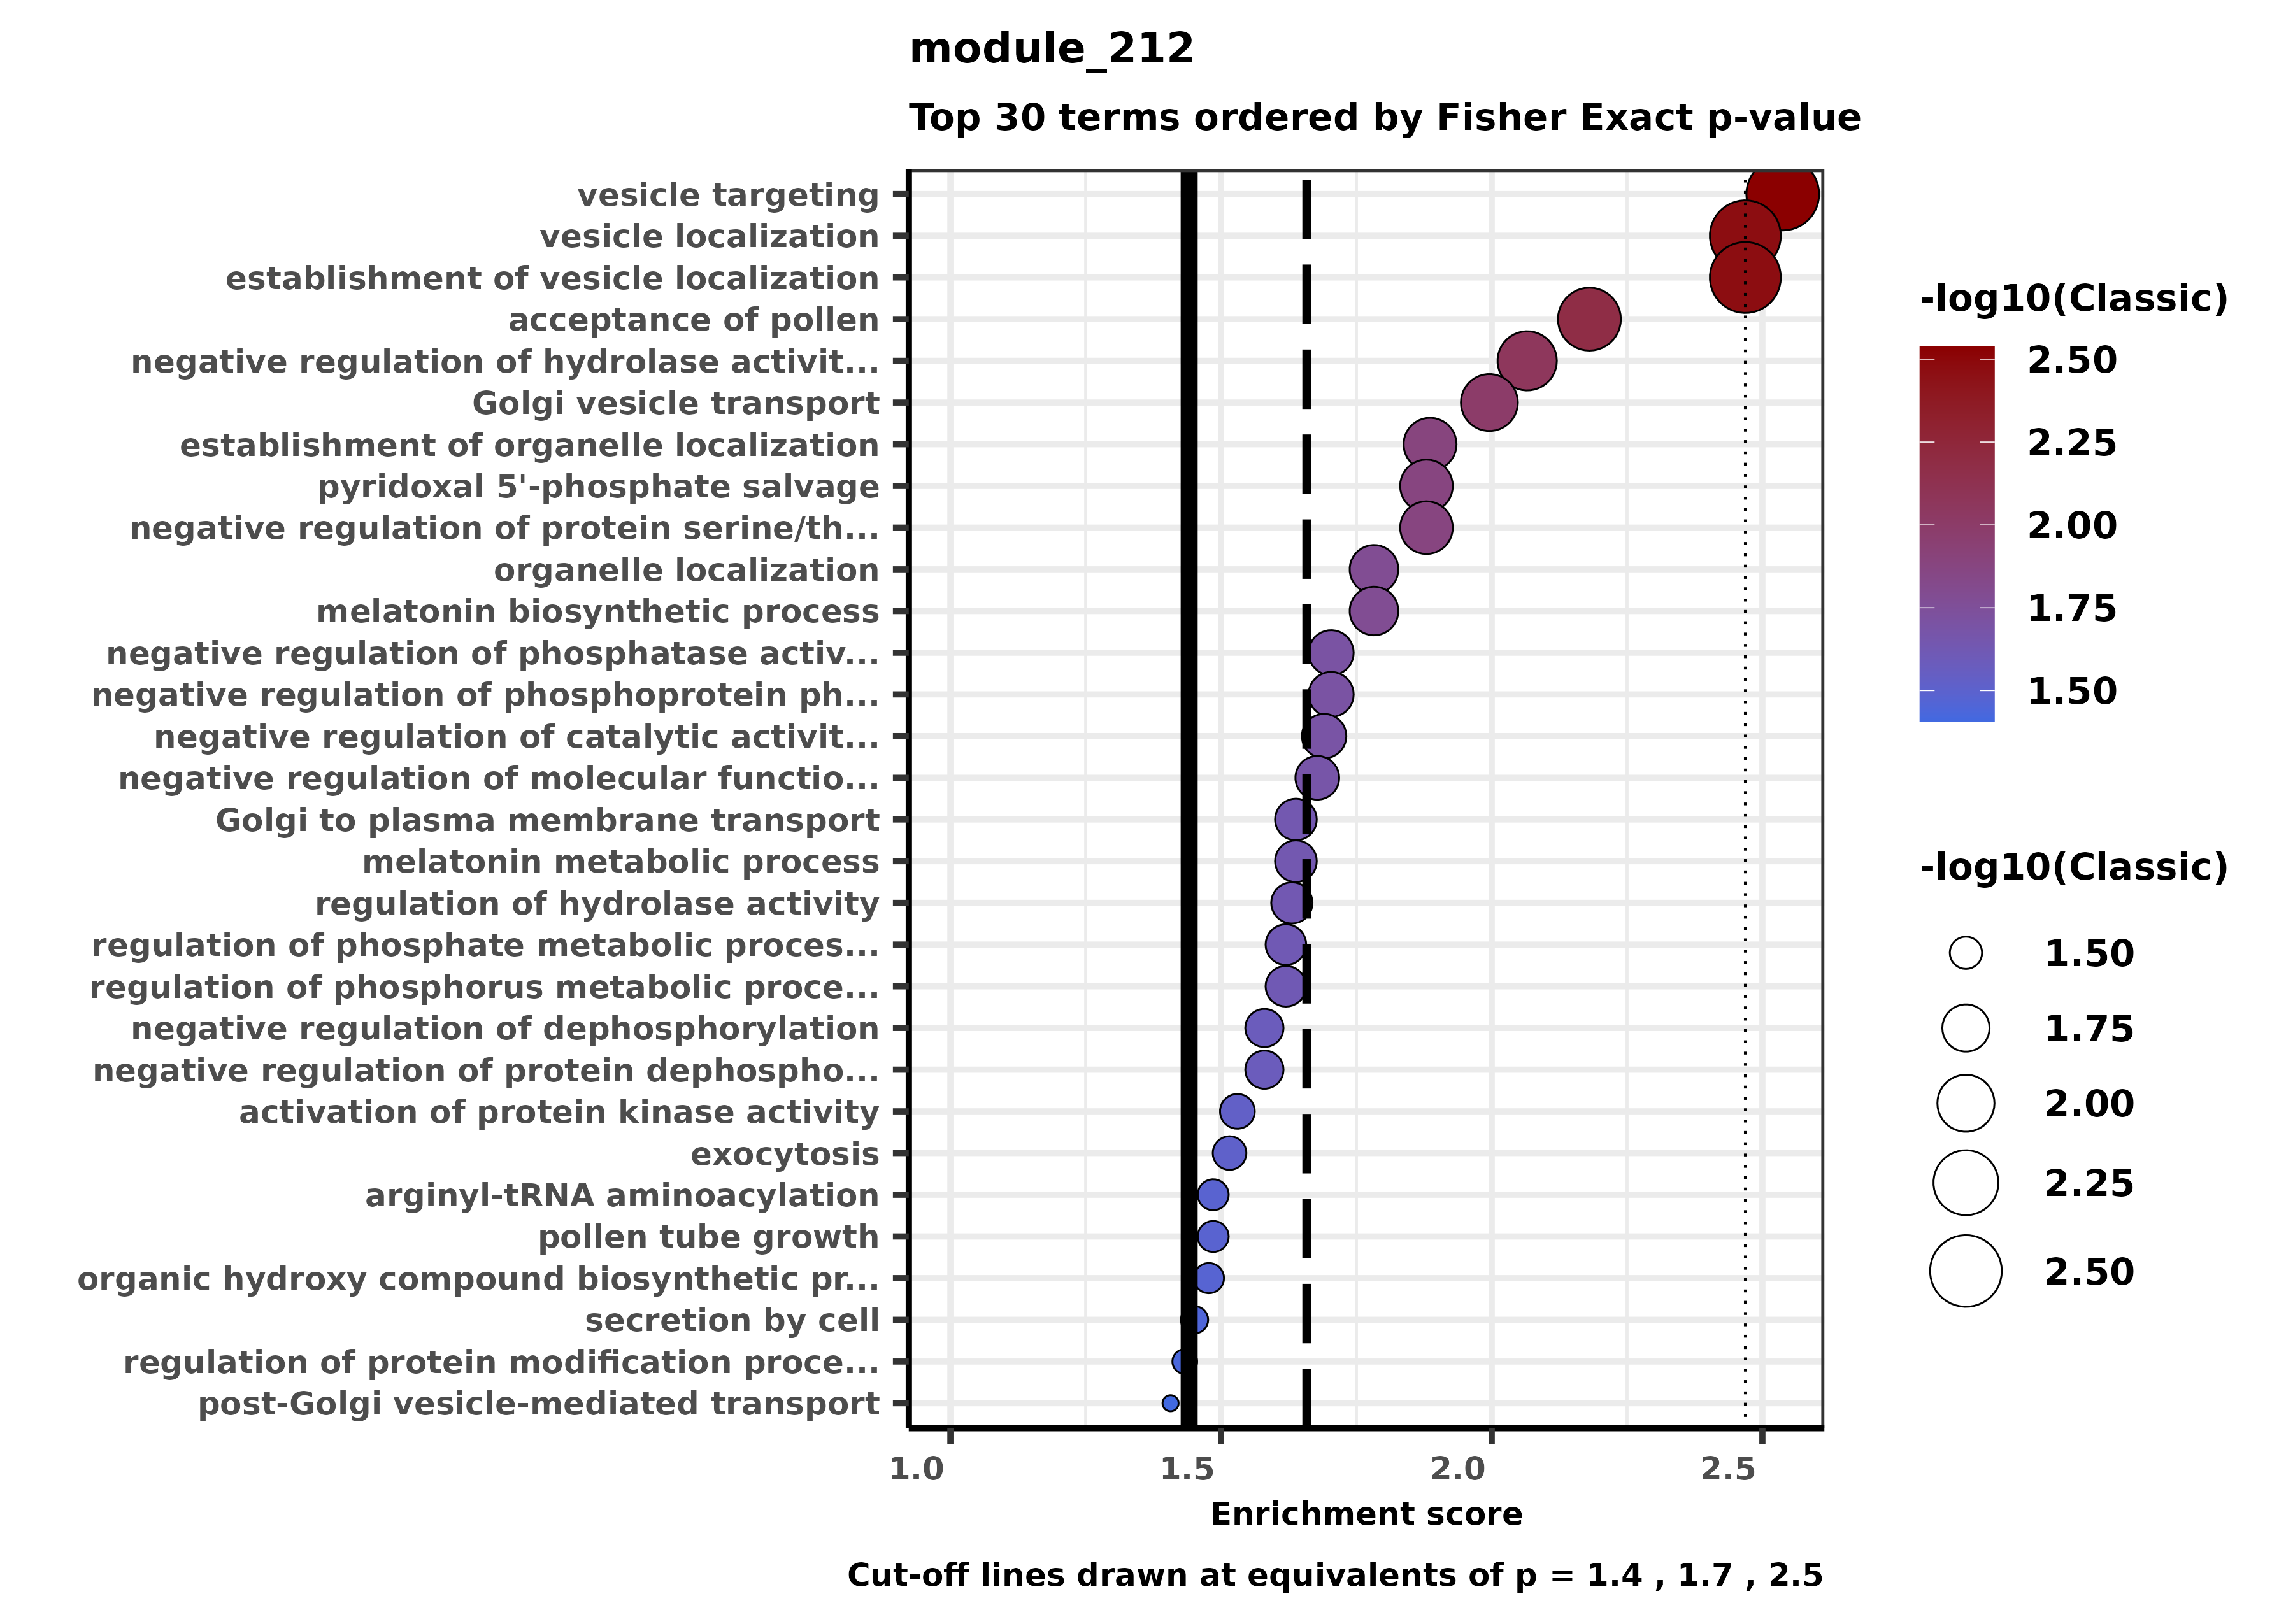 module_212
Top 30 terms ordered by Fisher Exact p-value
vesicle targeting
vesicle localization
establishment of vesicle localization
acceptance of pollen
negative regulation of hydrolase activit...
Golgi vesicle transport
establishment of organelle localization
pyridoxal 5'-phosphate salvage
negative regulation of protein serine/th...
organelle localization
melatonin biosynthetic process
negative regulation of phosphatase activ...
negative regulation of phosphoprotein ph...
negative regulation of catalytic activit...
negative regulation of molecular functio...
Golgi to plasma membrane transport
melatonin metabolic process
regulation of hydrolase activity
regulation of phosphate metabolic proces...
regulation of phosphorus metabolic proce...
negative regulation of dephosphorylation
negative regulation of protein dephospho...
activation of protein kinase activity
exocytosis
arginyl-tRNA aminoacylation
pollen tube growth
organic hydroxy compound biosynthetic pr...
secretion by cell
regulation of protein modification proce...
post-Golgi vesicle-mediated transport
1.0 1.5 2.0 2.5
Enrichment score
Cut-off lines drawn at equivalents of p = 1.4 , 1.7 , 2.5
-log10(Classic)
2.50
2.25
2.00
1.75
1.50
-log10(Classic)
1.50
1.75
2.00
2.25
2.50